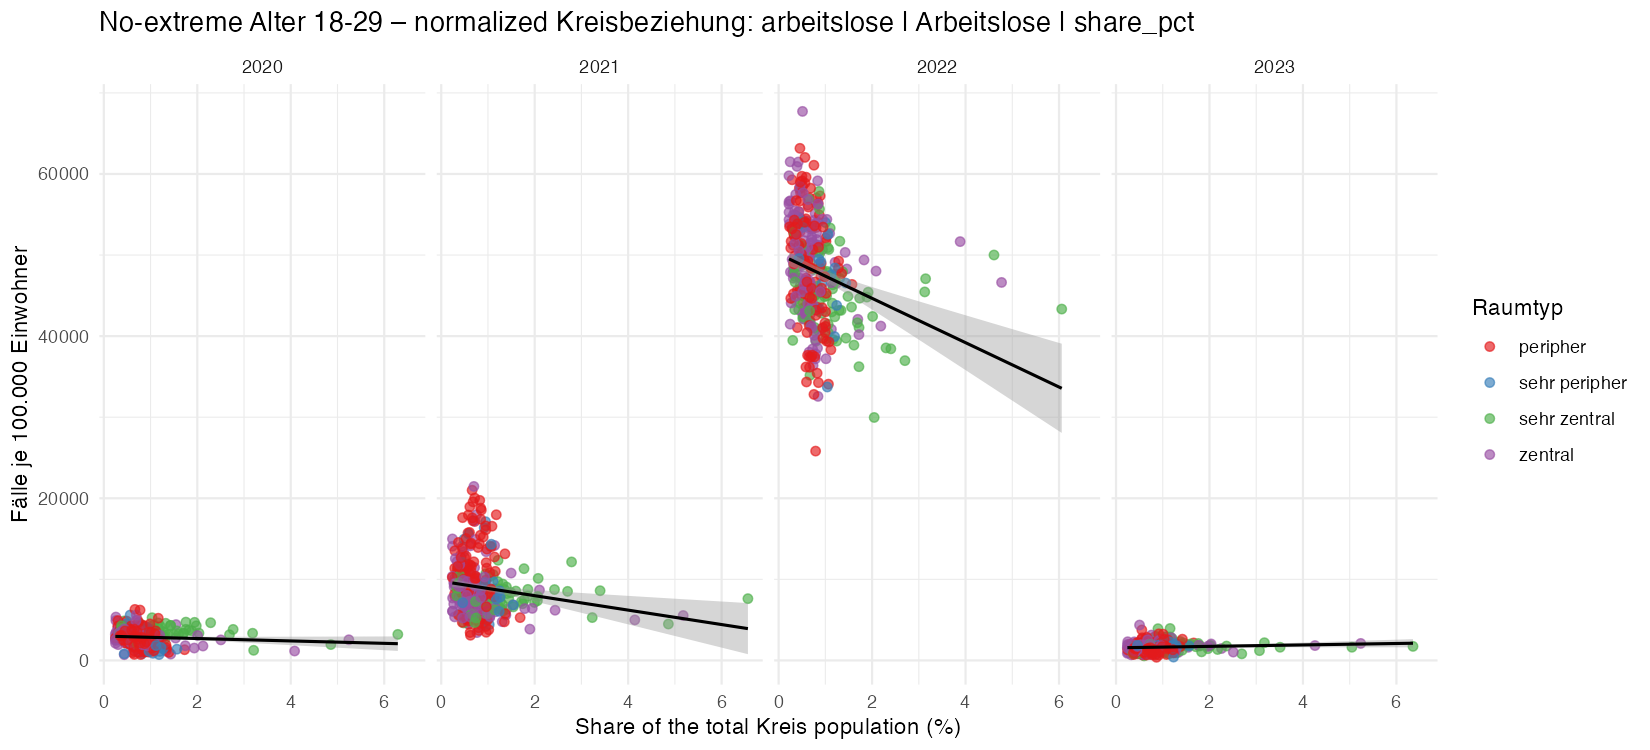 No-extreme Alter 18-29 – normalized Kreisbeziehung: arbeitslose | Arbeitslose | share_pct
2020 2021 2022 2023
60000
40000
20000
0
Fälle je 100.000 Einwohner
0 2 4 6 0 2 4 6 0 2 4 6 0 2 4 6
Share of the total Kreis population (%)
Raumtyp
peripher
sehr peripher
sehr zentral
zentral